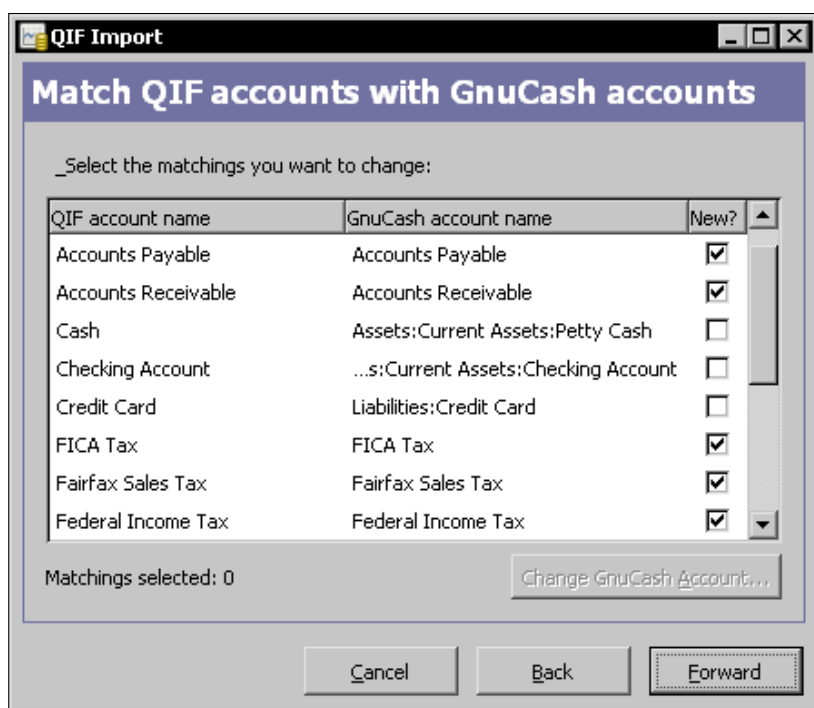 QIF Import
Match QIF accounts with GnuCash accounts
_Select the matchings you want to change:
QIF account name GnuCash account name New?
Accounts Payable Accounts Payable
Accounts Receivable Accounts Receivable
Cash Assets:Current Assets:Petty Cash
Checking Account ...s:Current Assets:Checking Account
Credit Card Liabilities:Credit Card
FICA Tax FICA Tax
Fairfax Sales Tax Fairfax Sales Tax
Federal Income Tax Federal Income Tax
Matchings selected: 0 Change GnuCash Account...
Cancel Back Forward